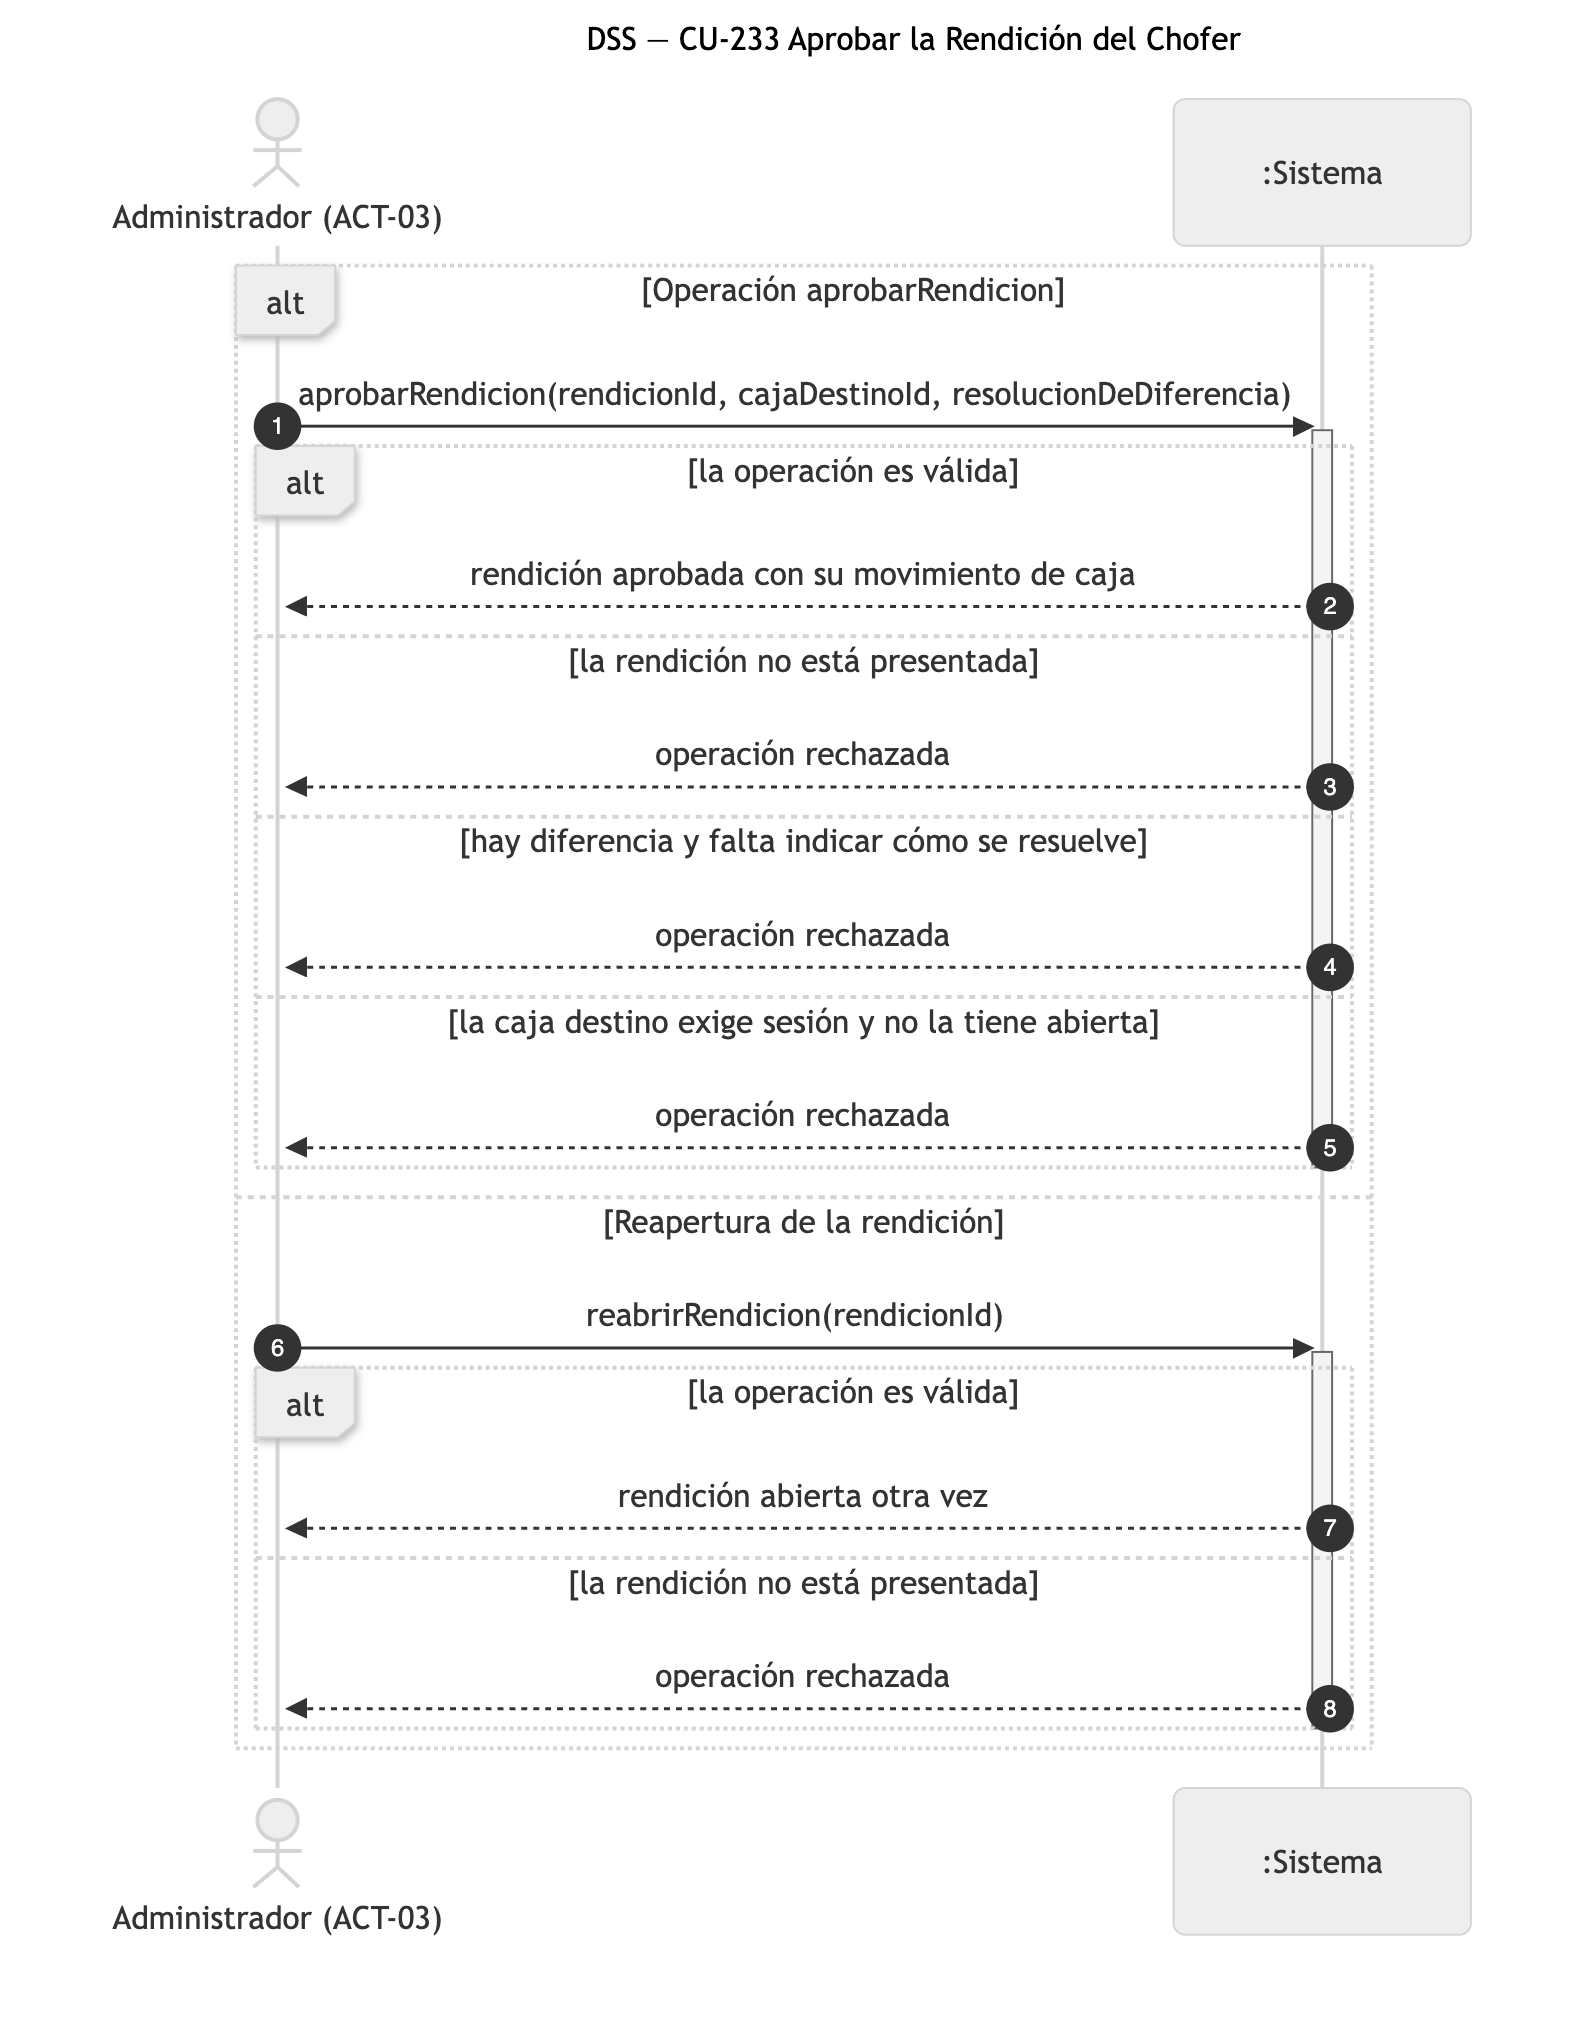 DSS — CU-233 Aprobar la Rendición del Chofer
Administrador (ACT-03)
:Sistema
alt
[Operación aprobarRendicion]
aprobarRendicion(rendicionId, cajaDestinoId, resolucionDeDiferencia)
1
alt
[la operación es válida]
rendición aprobada con su movimiento de caja
2
[la rendición no está presentada]
operación rechazada
3
[hay diferencia y falta indicar cómo se resuelve]
operación rechazada
4
[la caja destino exige sesión y no la tiene abierta]
operación rechazada
5
[Reapertura de la rendición]
reabrirRendicion(rendicionId)
6
alt
[la operación es válida]
rendición abierta otra vez
7
[la rendición no está presentada]
operación rechazada
8
Administrador (ACT-03)
:Sistema